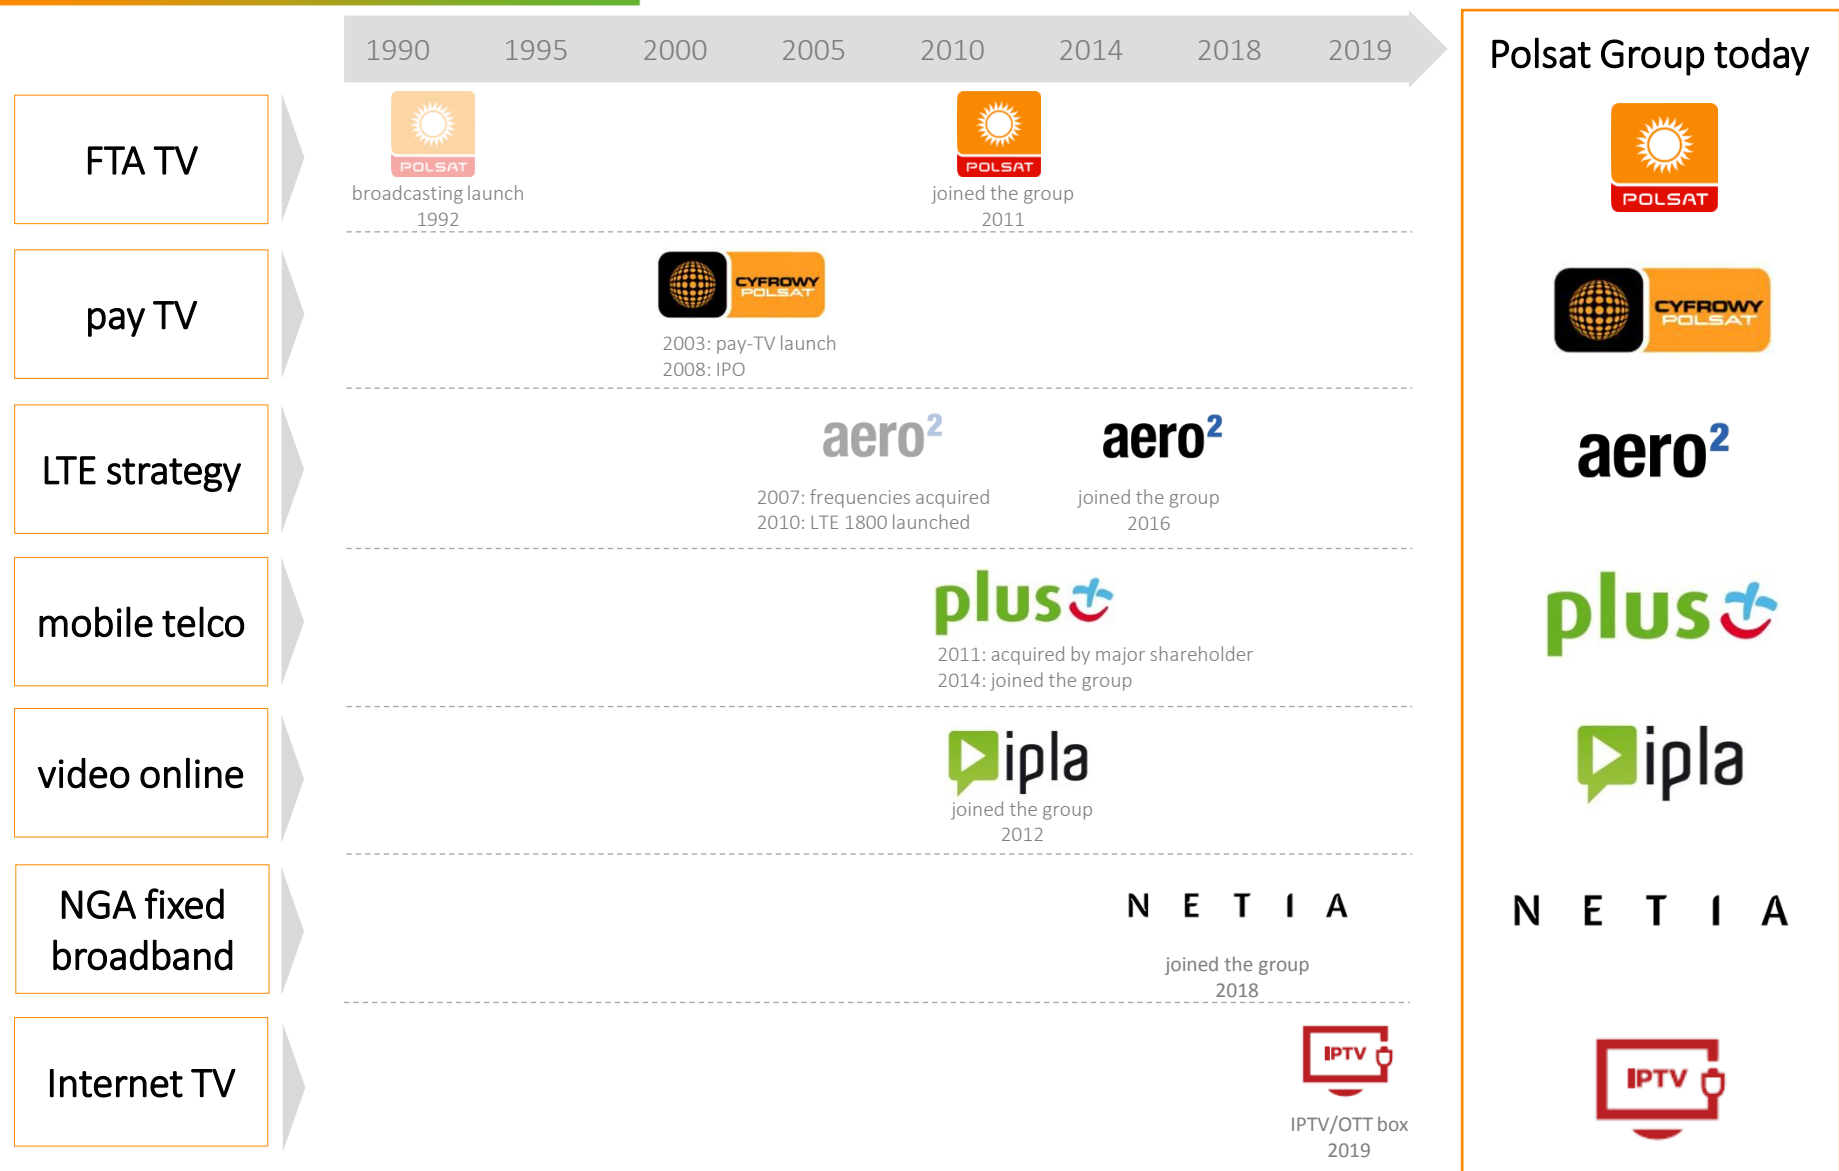 1990 1995 2000 2005 2010 2014 2018 2019
Polsat Group today
FTA TV
POLSAT
broadcasting launch
1992
POLSAT
joined the group
2011
POLSAT
pay TV
CYFROWY
POLSAT
2003: pay-TV launch
2008: IPO
CYFROWY
POLSAT
LTE strategy
aero2
2007: frequencies acquired
2010: LTE 1800 launched
aero2
joined the group
2016
aero2
mobile telco
plus
2011: acquired by major shareholder
2014: joined the group
plus
video online
ipla
joined the group
2012
ipla
NGA fixed
broadband
NETIA
joined the group
2018
NETIA
Internet TV
IPTV
IPTV/OTT box
2019
IPTV